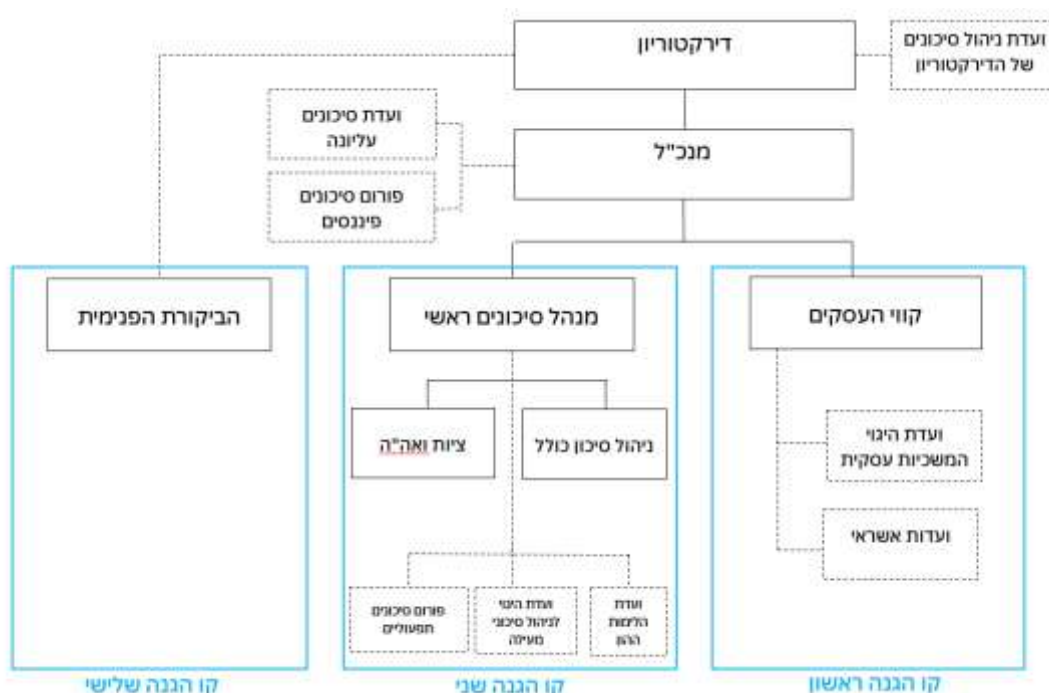 דירקטוריון
ועדת ניהול סיכונים
של הדירקטוריון
ועדת סיכונים
עליונה
מנכ"ל
פורום סיכונים
פיננסים
קווי העסקים
מנהל סיכונים ראשי
הביקורת הפנימית
ועדת היגוי
המשכיות עסקית
ניהול סיכון כולל
ציות ואה"ה
ועדות אשראי
ועדת
הלימות
ההון
ועדת היגוי
לניהול סיכוני
מעילה
פורום סיכונים
תפעוליים
קו הגנה ראשון
קו הגנה שני
קו הגנה שלישי